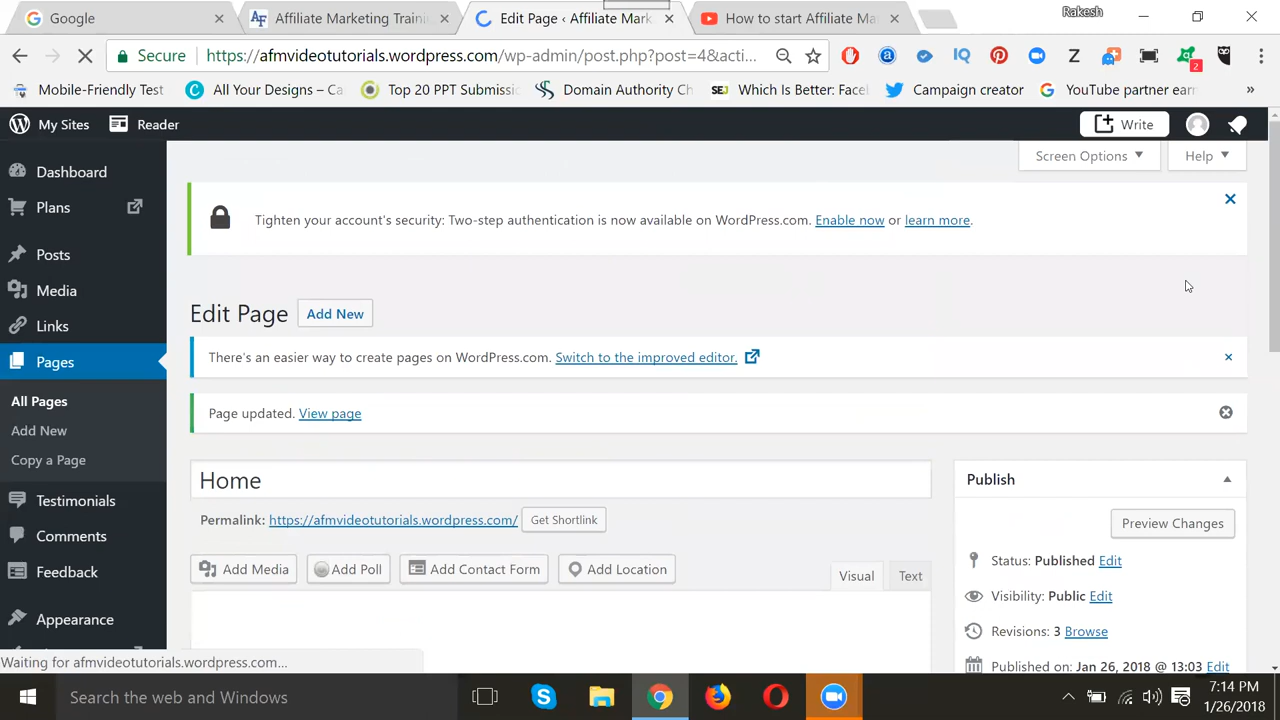 Google
Affiliate Marketing Traini
Edit Page ‹ Affiliate Mark
How to start Affiliate Ma
Rakesh
Secure
https://afmvideotutorials.wordpress.com/wp-admin/post.php?post=4&acti...
2
Mobile-Friendly Test
All Your Designs – Ca
Top 20 PPT Submissi
Domain Authority Ch
SEJ
Which Is Better: Face
Campaign creator
YouTube partner earn
»
My Sites
Reader
Write
Screen Options
Help
Dashboard
Plans
Posts
Media
Links
Pages
All Pages
Add New
Copy a Page
Testimonials
Comments
Feedback
Appearance
Tighten your account's security: Two-step authentication is now available on WordPress.com. Enable now or learn more.
Edit Page
Add New
There's an easier way to create pages on WordPress.com. Switch to the improved editor.
Page updated. View page
Home
Permalink: https://afmvideotutorials.wordpress.com/
Get Shortlink
Add Media
Add Poll
Add Contact Form
Add Location
Visual
Text
Publish
Preview Changes
Status: Published Edit
Visibility: Public Edit
Revisions: 3 Browse
Published on: Jan 26, 2018 @ 13:03 Edit
Waiting for afmvideotutorials.wordpress.com...
Search the web and Windows
7:14 PM
1/26/2018